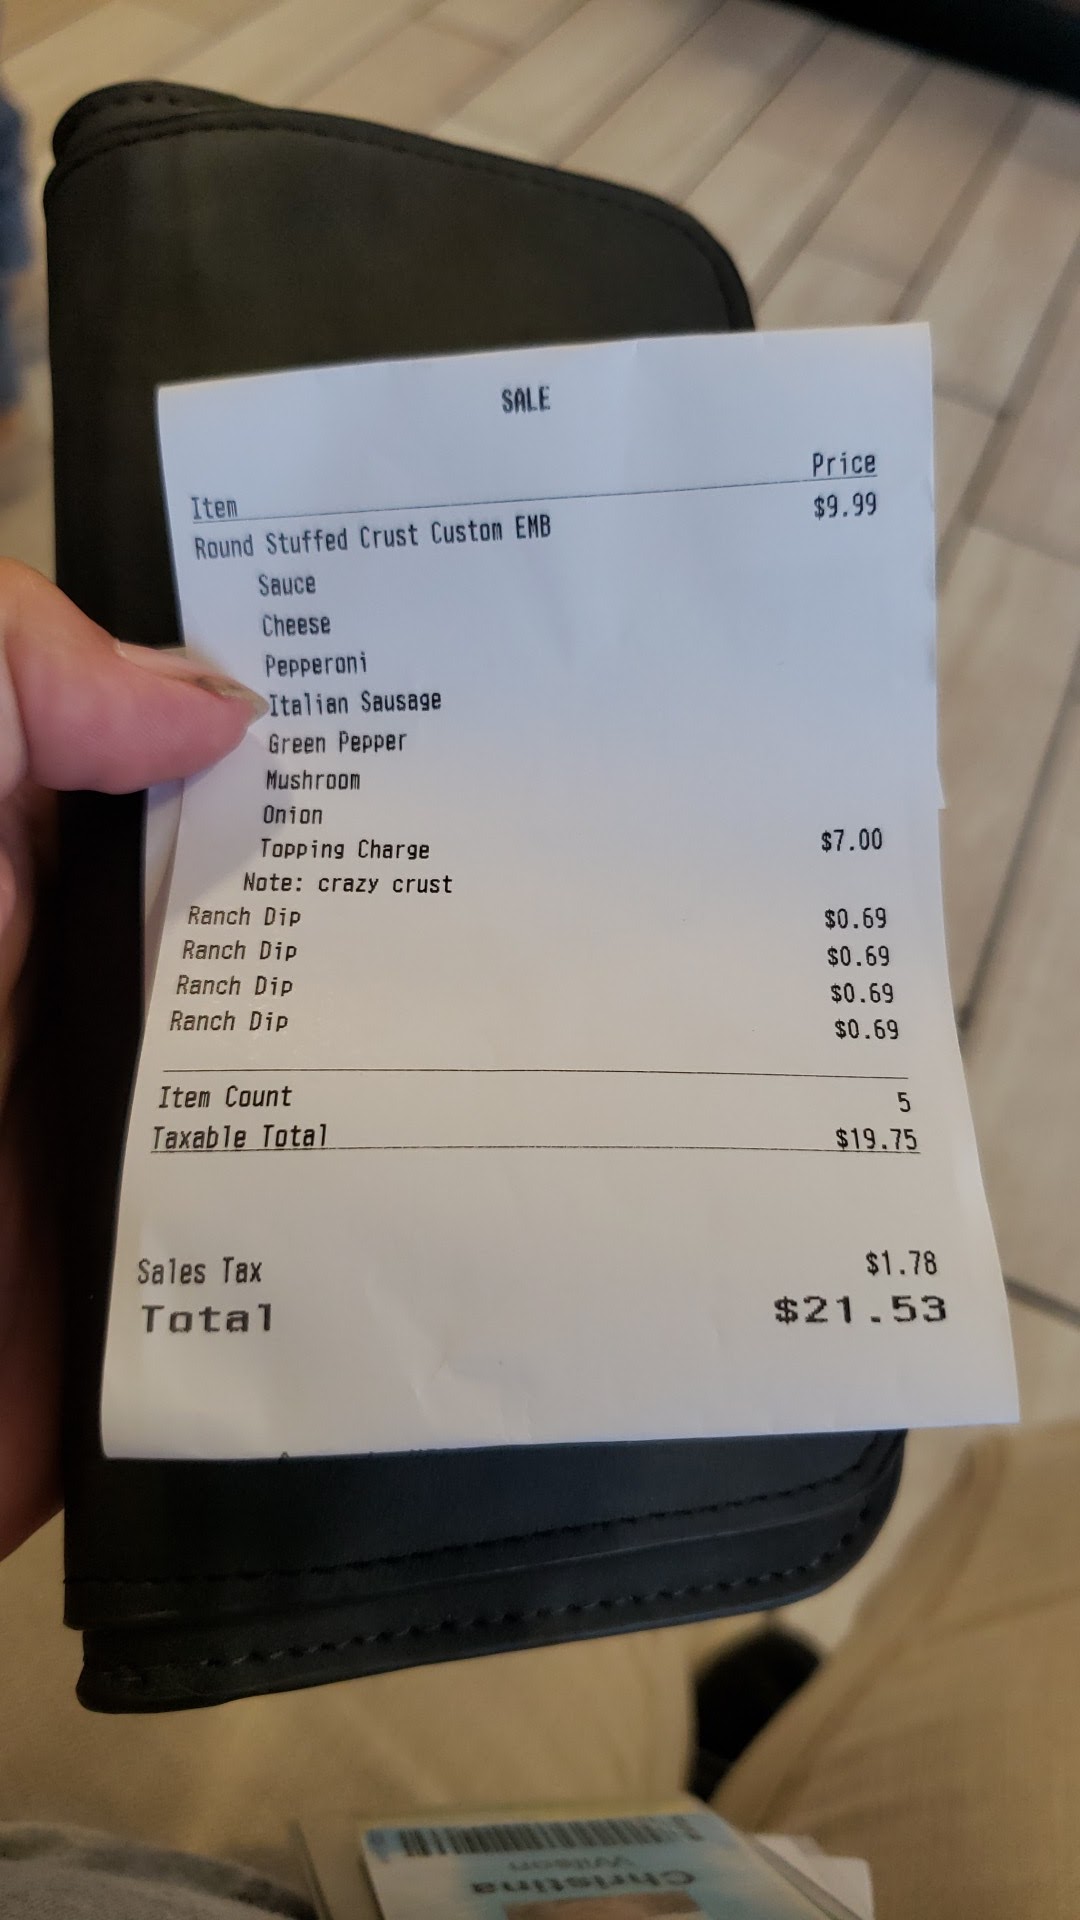 SALE
Item Price
Round Stuffed Crust Custom EMB $9.99
Sauce
Cheese
Pepperoni
Italian Sausage
Green Pepper
Mushroom
Onion
Topping Charge $7.00
Note: crazy crust
Ranch Dip $0.69
Ranch Dip $0.69
Ranch Dip $0.69
Ranch Dip $0.69
Item Count 5
Taxable Total $19.75
Sales Tax $1.78
Total $21.53
Christina
Wilson